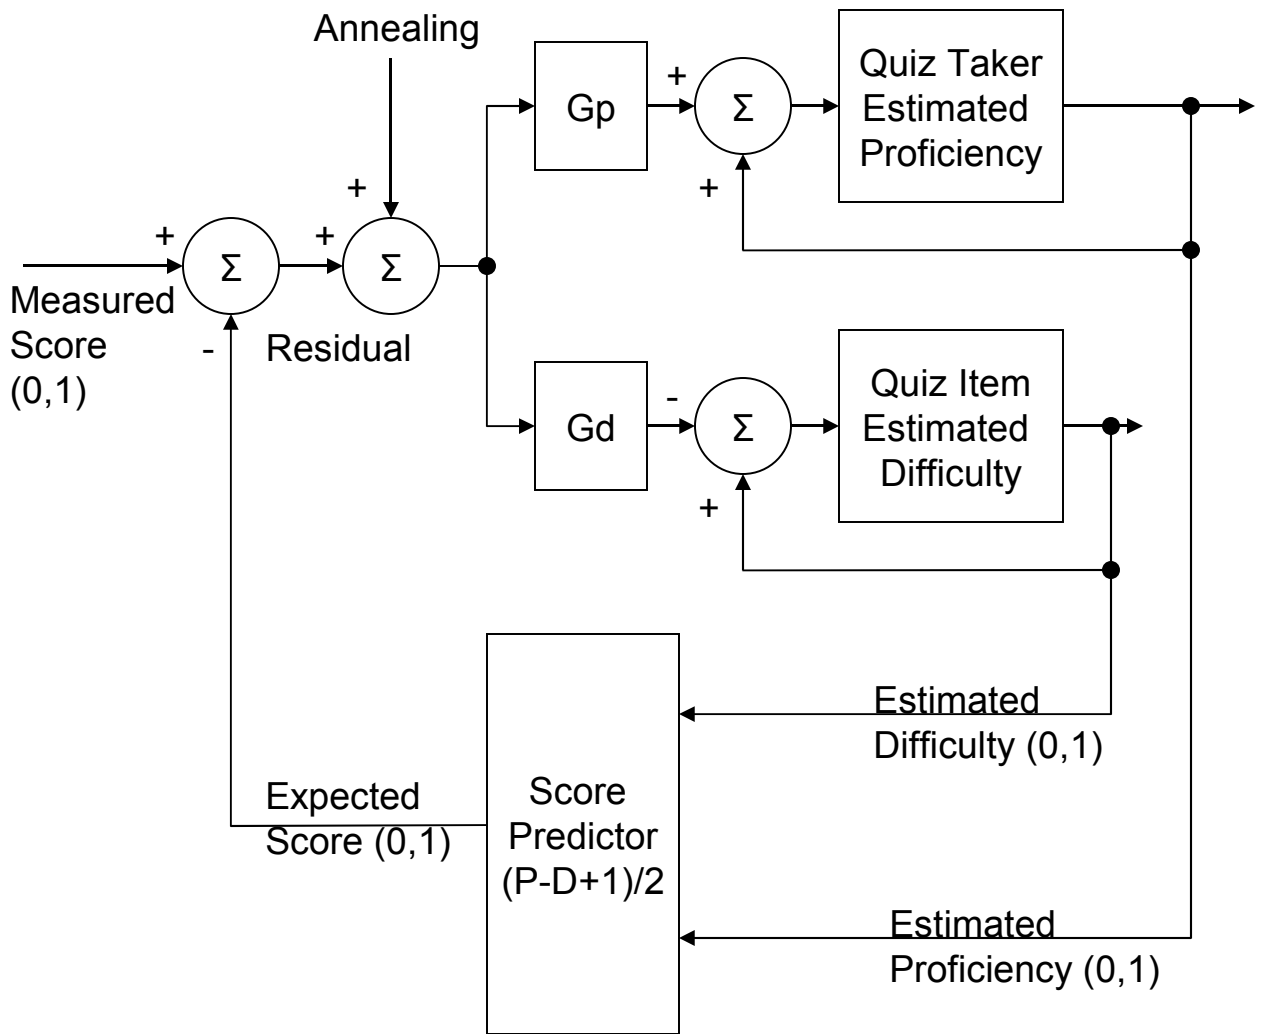 Annealing
Gp
+
Σ
Quiz Taker
Estimated
Proficiency
+
+
+
+
Σ
Σ
Measured
Score
(0,1)
-
Residual
Gd
-
Σ
Quiz Item
Estimated
Difficulty
+
Estimated
Difficulty (0,1)
Expected
Score (0,1)
Score
Predictor
(P-D+1)/2
Estimated
Proficiency (0,1)